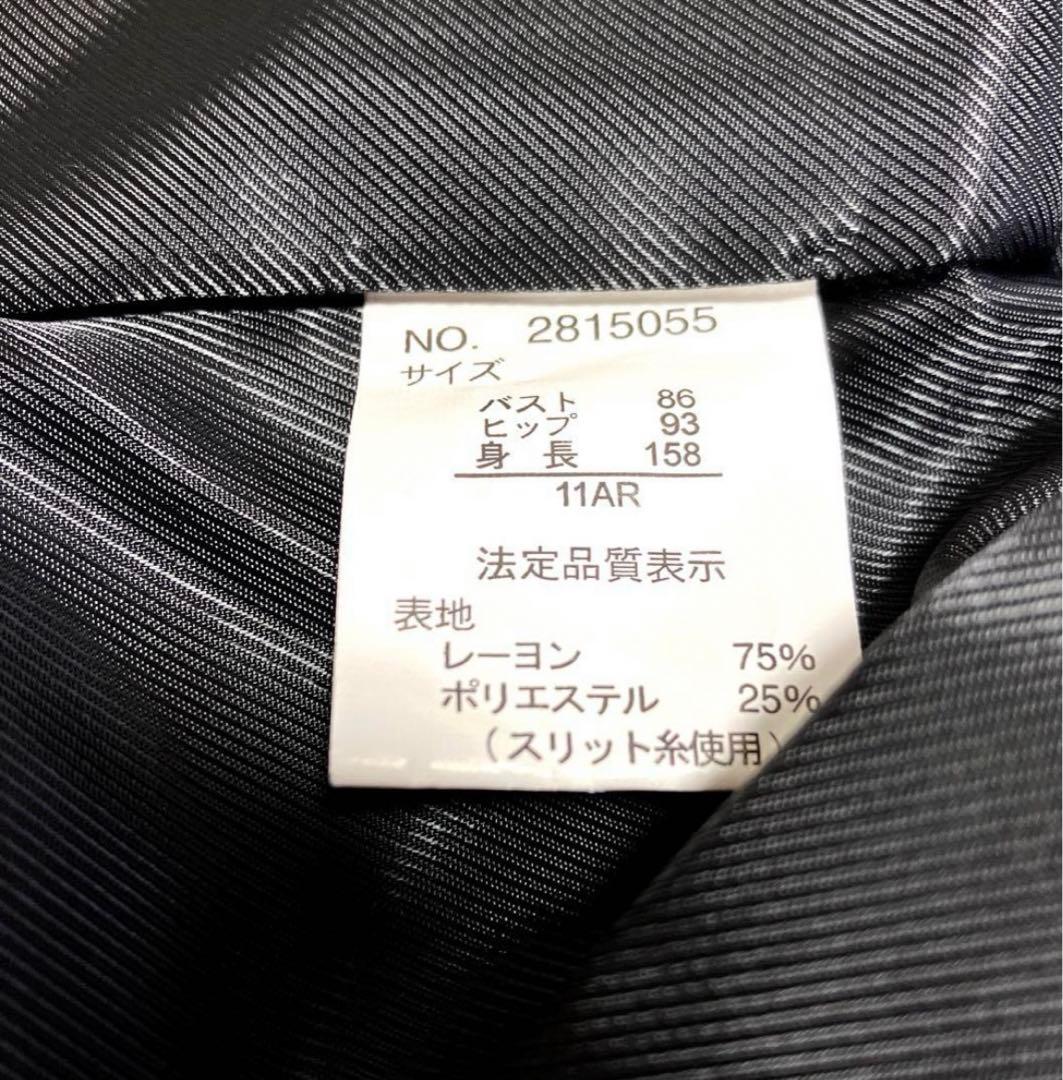 NO. 2815055
サイズ
バスト 86
ヒップ 93
身長 158
11AR
法定品質表示
表地
レーヨン 75%
ポリエステル 25%
(スリット糸使用)